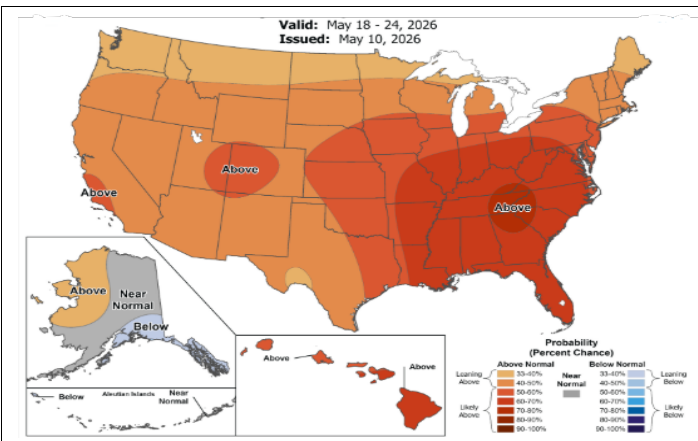 Valid: May 18 - 24, 2026
Issued: May 10, 2026
Above
Above
Above
Above
Near
Normal
Below
Below
Aleutian Islands
Near
Normal
Above
Above
Probability
(Percent Chance)
Above Normal
Below Normal
Leaning
Above
33-40%
40-50%
Near
Normal
33-40%
40-50%
Leaning
Below
Likely
Above
50-60%
60-70%
70-80%
80-90%
90-100%
50-60%
60-70%
70-80%
80-90%
90-100%
Likely
Below